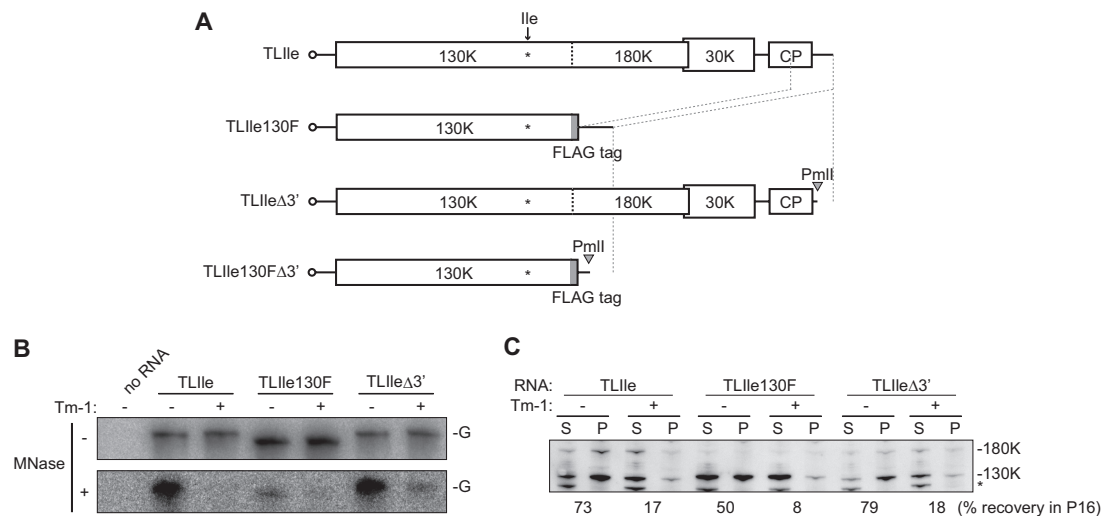 A
Ile
TLIle
130K
*
180K
30K
CP
TLIle130F
130K
*
FLAG tag
PmlI
TLIleΔ3’
130K
*
180K
30K
CP
PmlI
TLIle130FΔ3’
130K
*
FLAG tag
B
no RNA
TLIle
TLIle130F
TLIleΔ3’
Tm-1: - - + - + - +
MNase
-
-G
+
-G
C
RNA: TLIle TLIle130F TLIleΔ3’
Tm-1: - + - + - +
S P S P S P S P S P S P
-180K
-130K
*
73 17 50 8 79 18 (% recovery in P16)